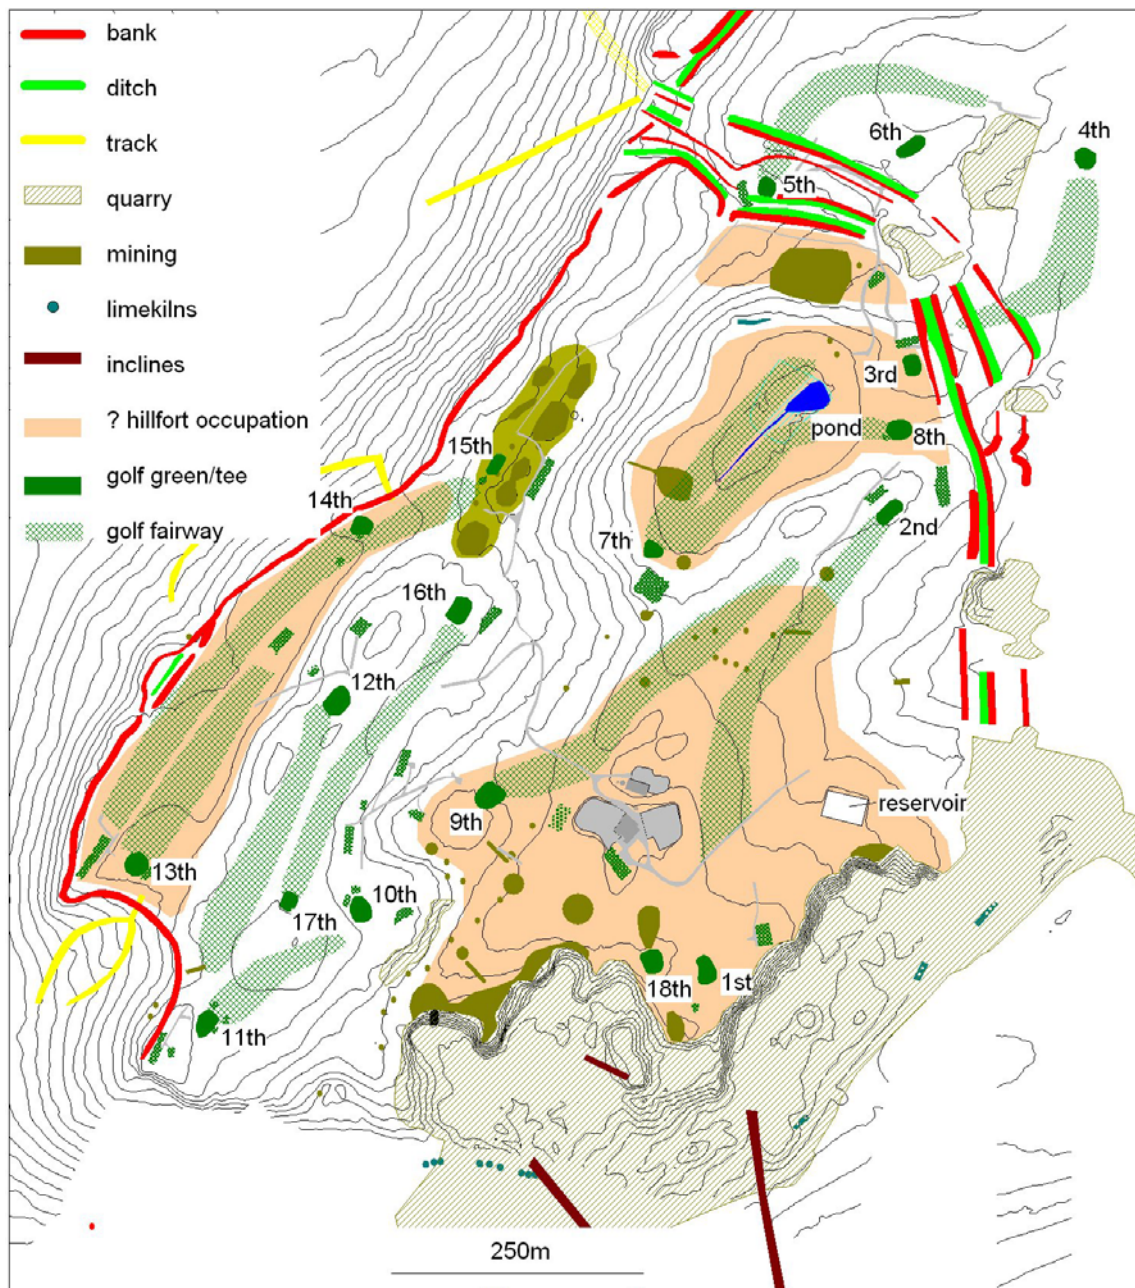 bank
ditch
track
quarry
mining
limekilns
inclines
? hillfort occupation
golf green/tee
golf fairway
6th
4th
5th
3rd
pond
8th
15th
14th
2nd
7th
16th
12th
reservoir
9th
13th
10th
17th
18th
1st
11th
250m